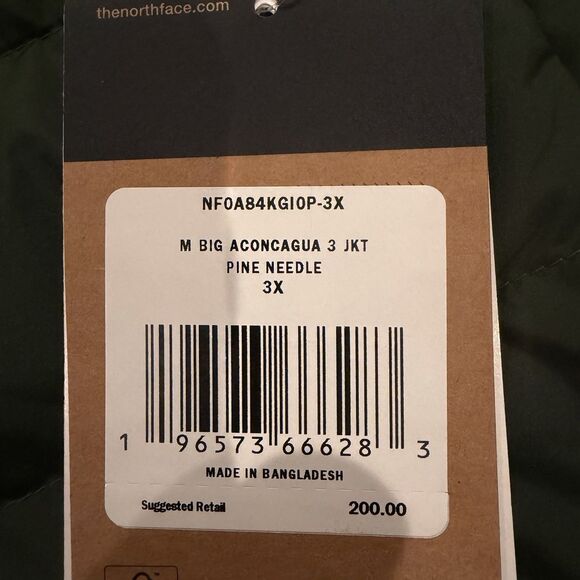 thenorthface.com
NF0A84KGI0P-3X
M BIG ACONCAGUA 3 JKT
PINE NEEDLE
3X
1 96573 66628 3
MADE IN BANGLADESH
Suggested Retail 200.00